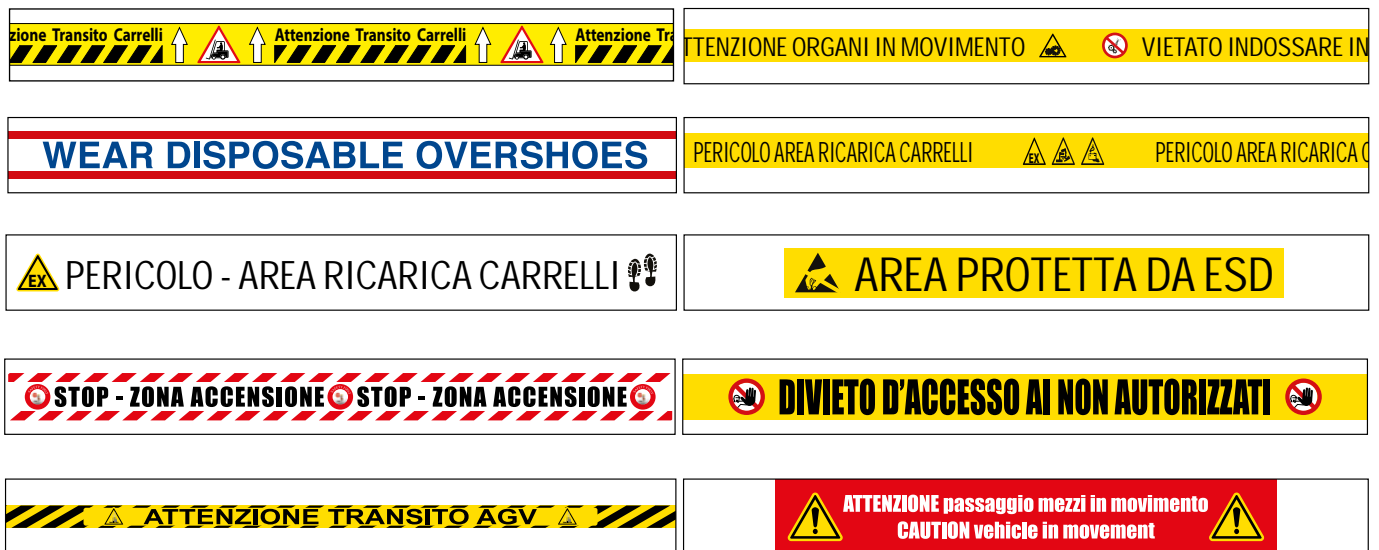 zione Transito Carrelli Attenzione Transito Carrelli Attenzione Tra
TTENZIONE ORGANI IN MOVIMENTO VIETATO INDOSSARE IN
WEAR DISPOSABLE OVERSHOES
PERICOLO AREA RICARICA CARRELLI EX PERICOLO AREA RICARICA C
EX PERICOLO - AREA RICARICA CARRELLI
AREA PROTETTA DA ESD
STOP - ZONA ACCENSIONE STOP - ZONA ACCENSIONE
DIVIETO D'ACCESSO AI NON AUTORIZZATI
ATTENZIONE TRANSITO AGV
ATTENZIONE passaggio mezzi in movimento
CAUTION vehicle in movement